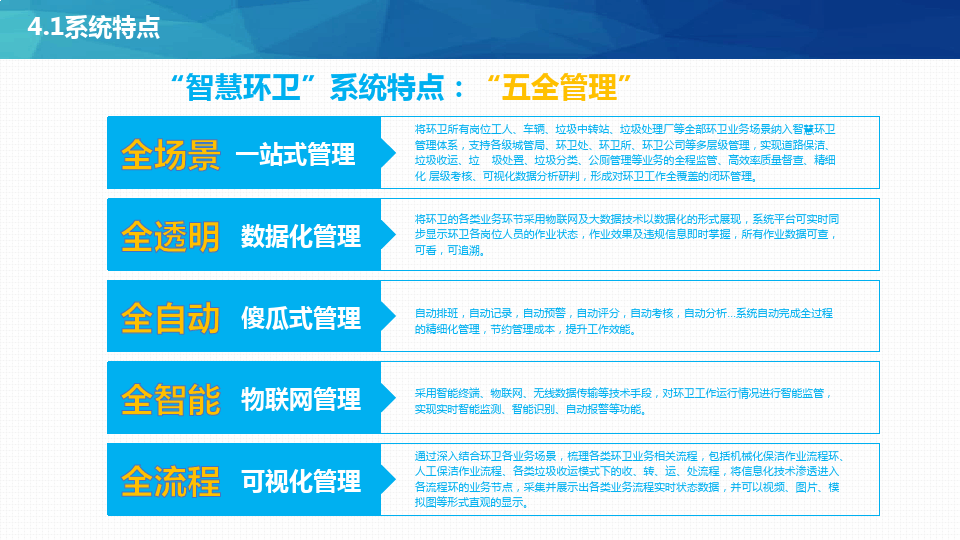 4.1系统特点
“智慧环卫”系统特点：“五全管理”
全场景 一站式管理
将环卫所有岗位工人、车辆、垃圾中转站、垃圾处理厂等全部环卫业务场景纳入智慧环卫
管理体系，支持各级城管局、环卫处、环卫所、环卫公司等多层级管理，实现道路保洁、
垃圾收运、垃 圾处置、垃圾分类、公厕管理等业务的全程监管、高效率质量督查、精细
化 层级考核、可视化数据分析研判，形成对环卫工作全覆盖的闭环管理。
全透明 数据化管理
将环卫的各类业务环节采用物联网及大数据技术以数据化的形式展现，系统平台可实时同
步显示环卫各岗位人员的作业状态，作业效果及违规信息即时掌握，所有作业数据可查，
可看，可追溯。
全自动 傻瓜式管理
自动排班，自动记录，自动预警，自动评分，自动考核，自动分析...系统自动完成全过程
的精细化管理，节约管理成本，提升工作效能。
全智能 物联网管理
采用智能终端、物联网、无线数据传输等技术手段，对环卫工作运行情况进行智能监管，
实现实时智能监测、智能识别、自动报警等功能。
全流程 可视化管理
通过深入结合环卫各业务场景，梳理各类环卫业务相关流程，包括机械化保洁作业流程环、
人工保洁作业流程、各类垃圾收运模式下的收、转、运、处流程，将信息化技术渗透进入
各流程环的业务节点，采集并展示出各类业务流程实时状态数据，并可以视频、图片、模
拟图等形式直观的显示。